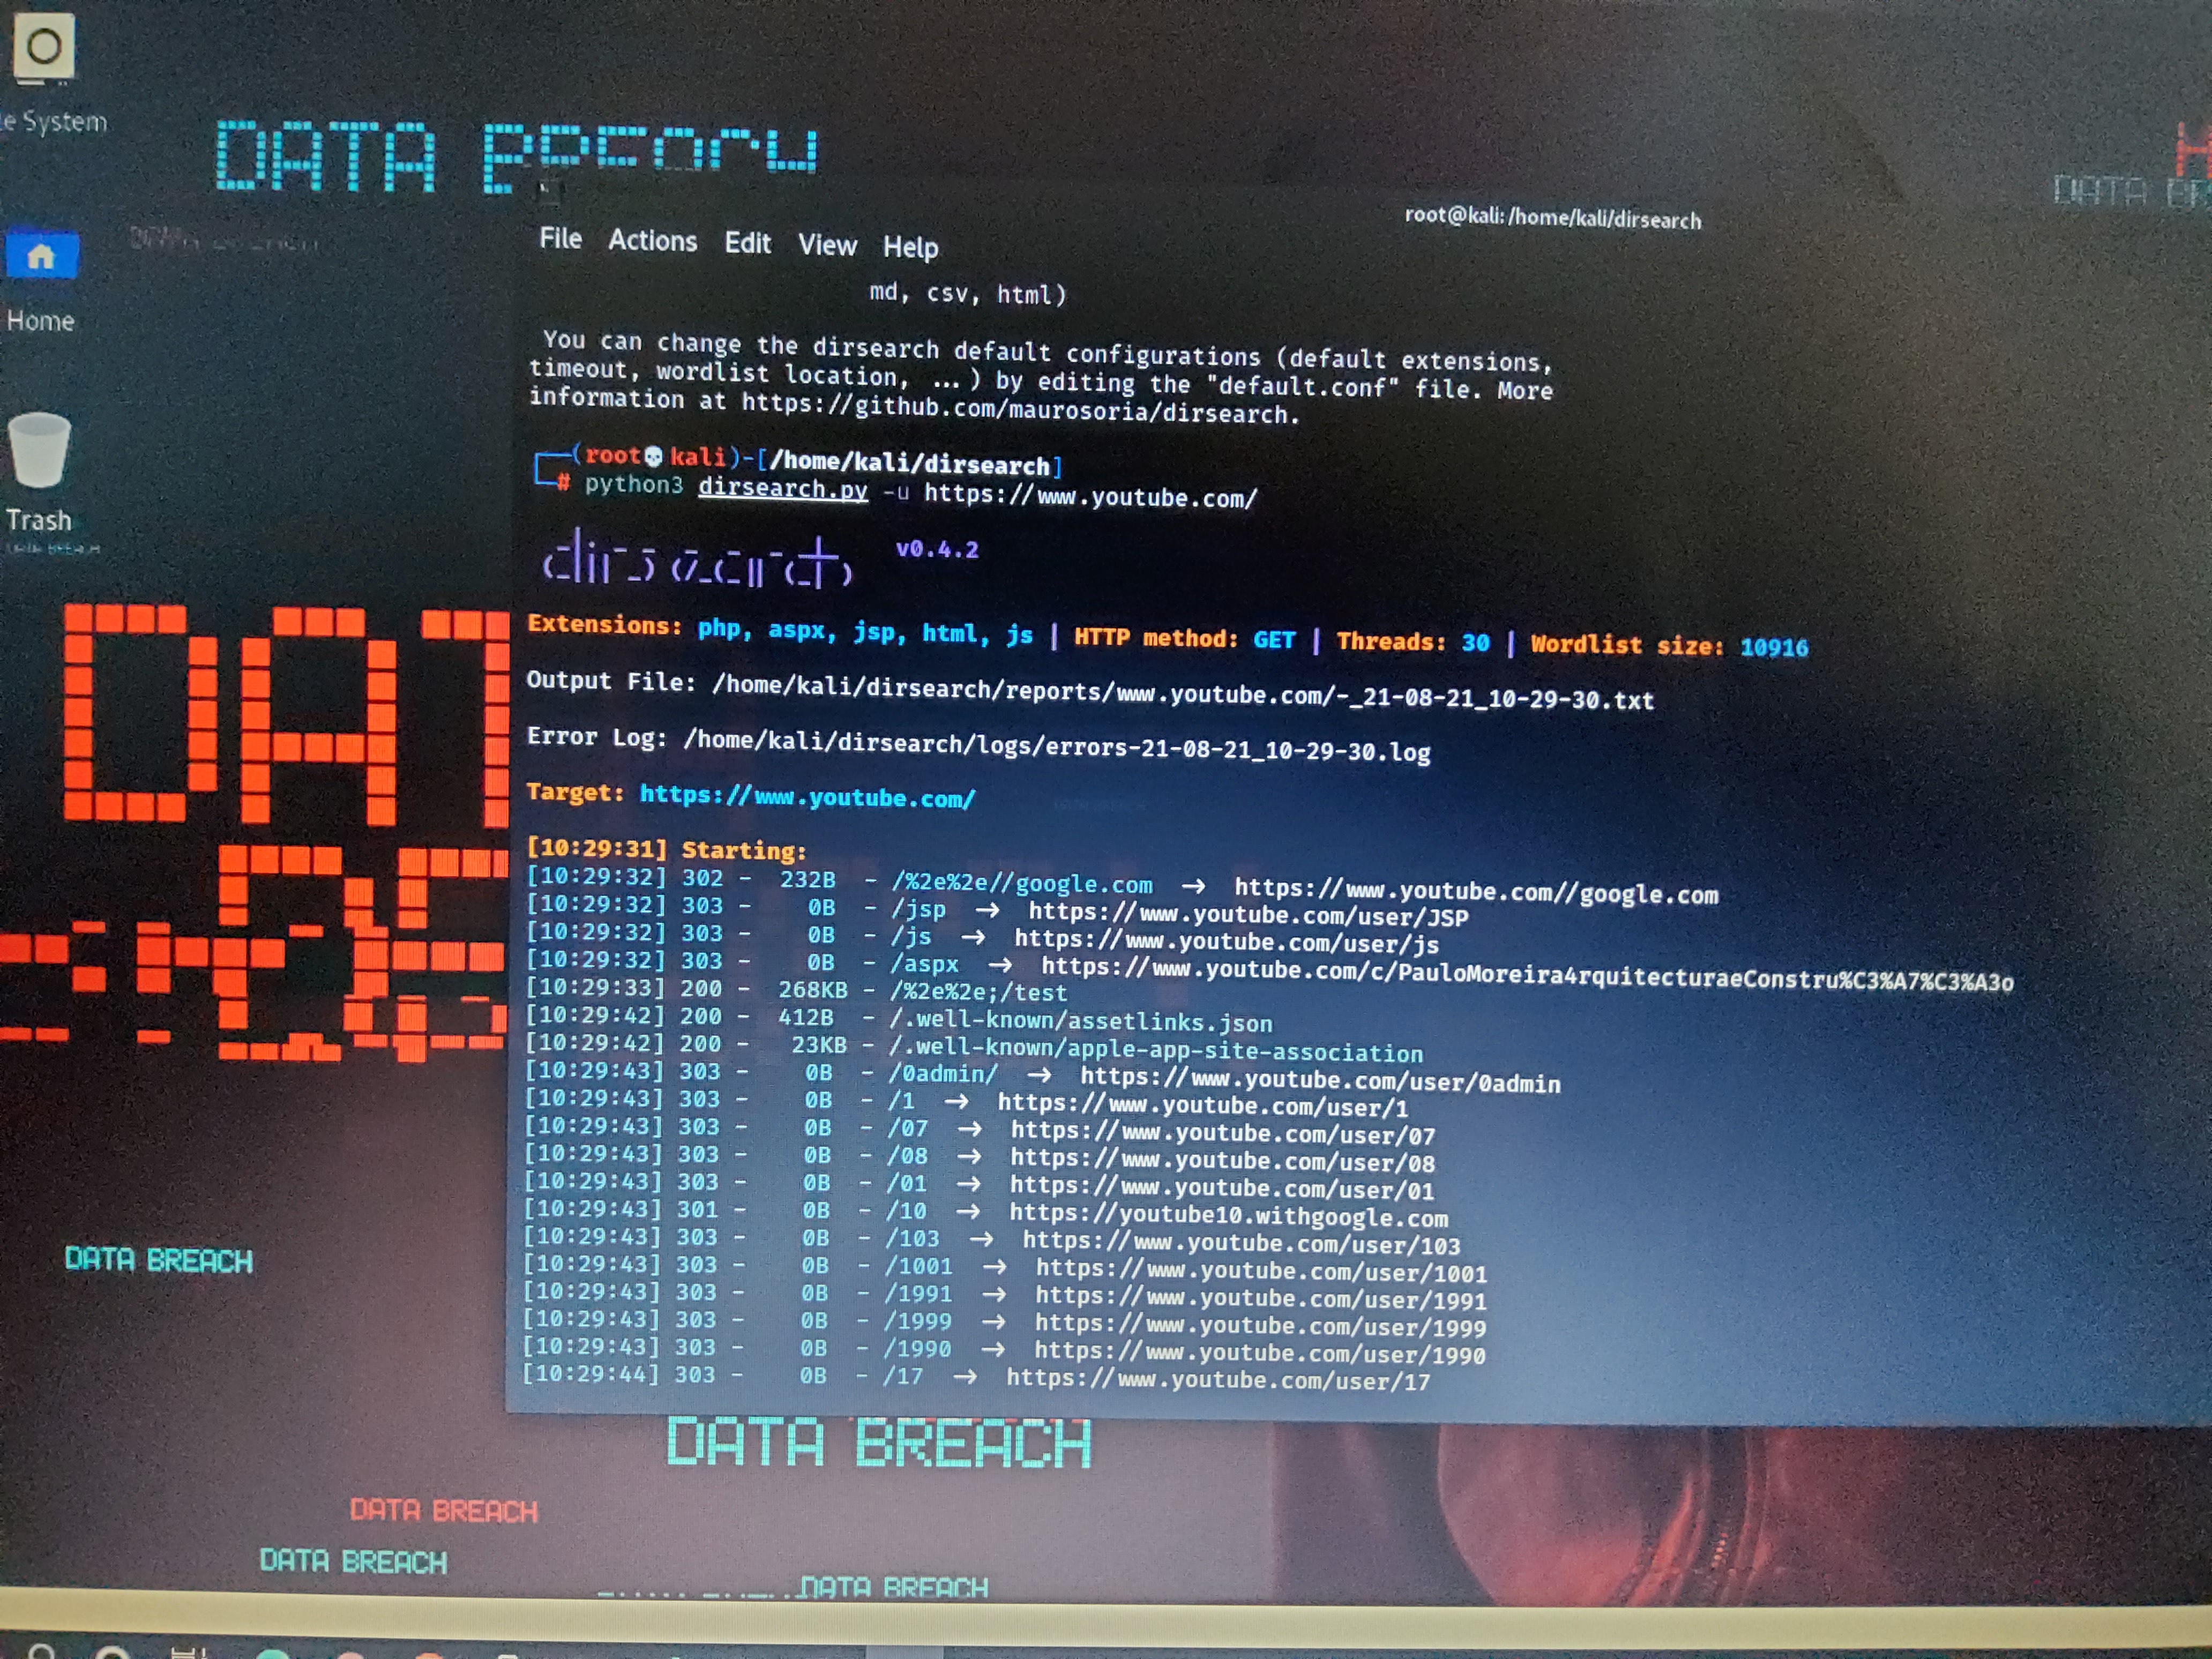 System
Home
Trash
DATA
DATA
root@kali:/home/kali/dirsearch
File Actions Edit View Help
md, csv, html)
You can change the dirsearch default configurations (default extensions,
timeout, wordlist location, ... ) by editing the "default.conf" file. More
information at https://github.com/maurosoria/dirsearch.
(root💀kali)-[/home/kali/dirsearch]
# python3 dirsearch.py -u https://www.youtube.com/
dirsearch v0.4.2
Extensions: php, aspx, jsp, html, js | HTTP method: GET | Threads: 30 | Wordlist size: 10916
Output File: /home/kali/dirsearch/reports/www.youtube.com/-_21-08-21_10-29-30.txt
Error Log: /home/kali/dirsearch/logs/errors-21-08-21_10-29-30.log
Target: https://www.youtube.com/
[10:29:31] Starting:
[10:29:32] 302 - 232B - /%2e%2e//google.com → https://www.youtube.com//google.com
[10:29:32] 303 - 0B - /jsp → https://www.youtube.com/user/JSP
[10:29:32] 303 - 0B - /js → https://www.youtube.com/user/js
[10:29:32] 303 - 0B - /aspx → https://www.youtube.com/c/PauloMoreira4rquitecturaeConstru%C3%A7%C3%A3o
[10:29:33] 200 - 268KB - /%2e%2e;/test
[10:29:42] 200 - 412B - /.well-known/assetlinks.json
[10:29:42] 200 - 23KB - /.well-known/apple-app-site-association
[10:29:43] 303 - 0B - /0admin/ → https://www.youtube.com/user/0admin
[10:29:43] 303 - 0B - /1 → https://www.youtube.com/user/1
[10:29:43] 303 - 0B - /07 → https://www.youtube.com/user/07
[10:29:43] 303 - 0B - /08 → https://www.youtube.com/user/08
[10:29:43] 303 - 0B - /01 → https://www.youtube.com/user/01
[10:29:43] 301 - 0B - /10 → https://youtube10.withgoogle.com
[10:29:43] 303 - 0B - /103 → https://www.youtube.com/user/103
[10:29:43] 303 - 0B - /1001 → https://www.youtube.com/user/1001
[10:29:43] 303 - 0B - /1991 → https://www.youtube.com/user/1991
[10:29:43] 303 - 0B - /1999 → https://www.youtube.com/user/1999
[10:29:43] 303 - 0B - /1990 → https://www.youtube.com/user/1990
[10:29:44] 303 - 0B - /17 → https://www.youtube.com/user/17
DATA BREACH
DATA BREACH
DATA BREACH
DATA BREACH
DATA BREACH